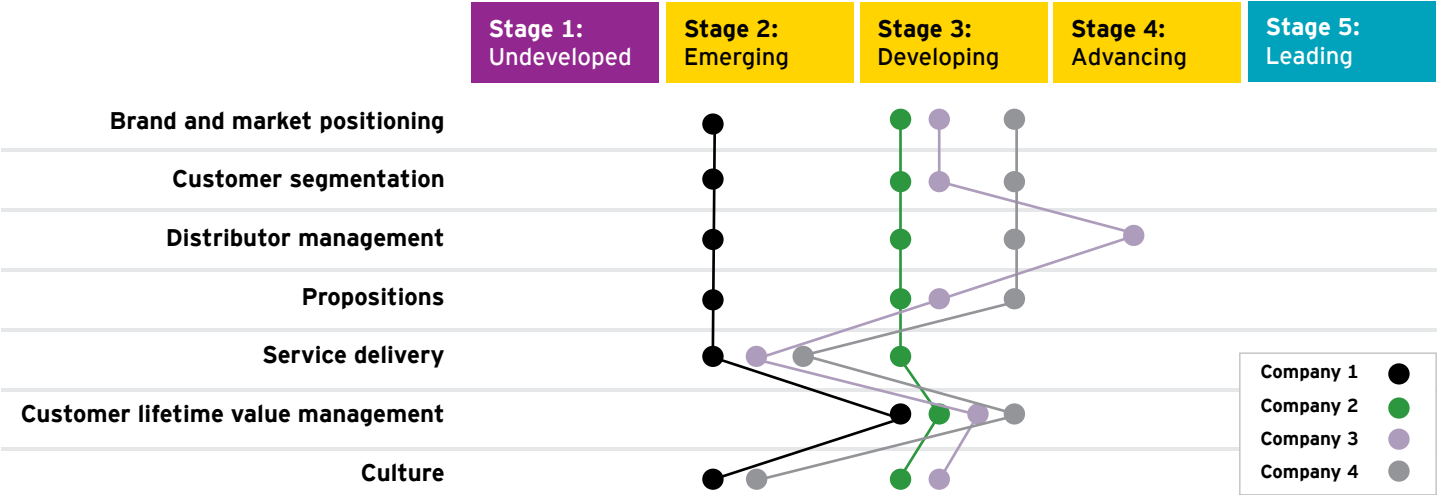 Stage 1:
Undeveloped
Stage 2:
Emerging
Stage 3:
Developing
Stage 4:
Advancing
Stage 5:
Leading
Brand and market positioning
Customer segmentation
Distributor management
Propositions
Service delivery
Customer lifetime value management
Culture
Company 1
Company 2
Company 3
Company 4